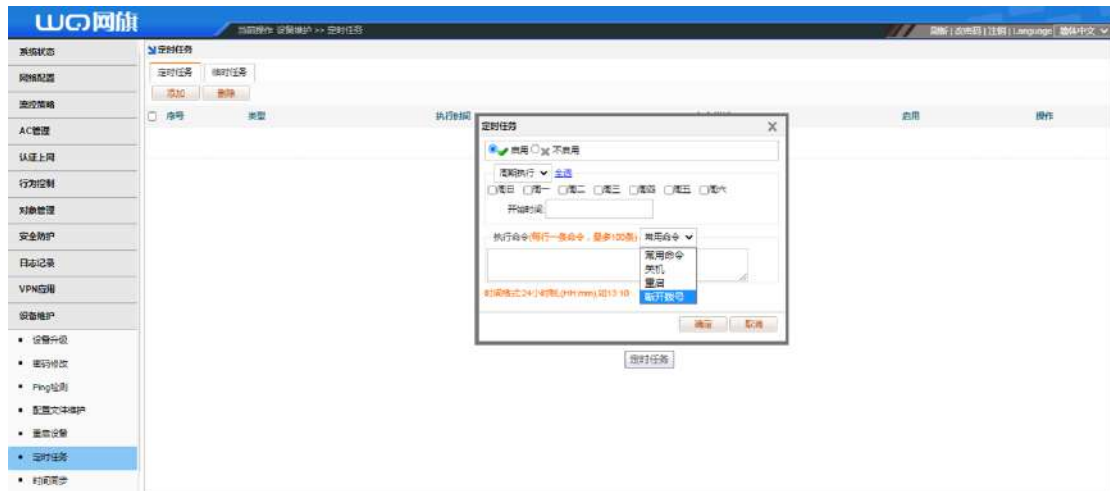 WQ网旗
当前操作: 设备维护 >> 定时任务
刷新 | 改密码 | 注销 | Language 简体中文
系统状态
网络配置
流控策略
AC管理
认证上网
行为控制
对象管理
安全防护
日志记录
VPN应用
设备维护
设备升级
密码修改
Ping检测
配置文件维护
重启设备
定时任务
时间同步
定时任务
定时任务 临时任务
添加 删除
序号 类型 执行时间 启用 操作
定时任务 X
启用 不启用
周期执行 全选
周日 周一 周二 周三 周四 周五 周六
开始时间:
执行命令(每行一条命令，最多100条) 常用命令
常用命令
关机
重启
断开拨号
时间格式:24小时制,(HH:mm),如13:10
确定 取消
定时任务